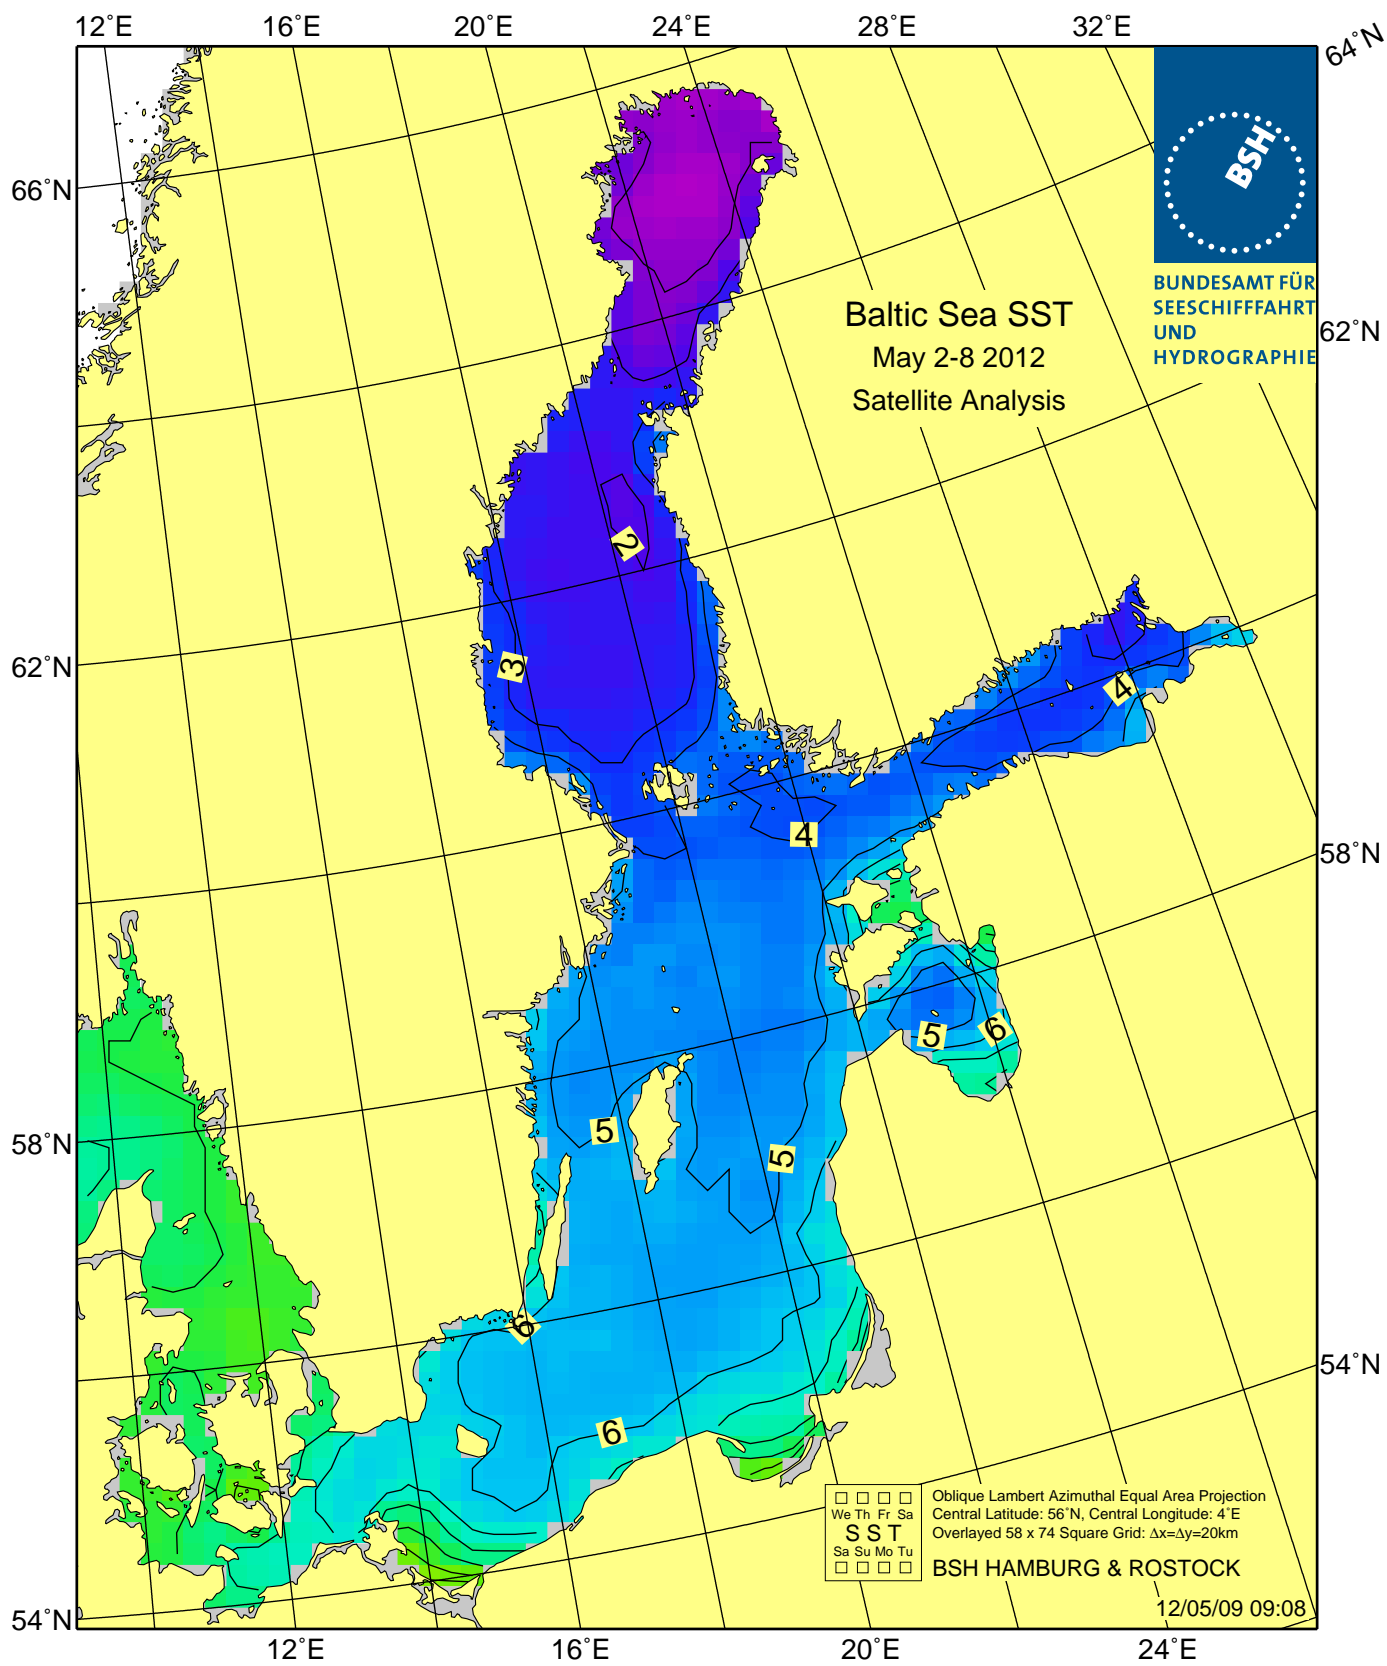 12°E 16°E 20°E 24°E 28°E 32°E
64°N
BSH
66°N
BUNDESAMT FÜR
SEESCHIFFFAHRT
UND
HYDROGRAPHIE
Baltic Sea SST
May 2-8 2012
Satellite Analysis
62°N
2
3
62°N
4
4
58°N
5
6
5
5
58°N
6
54°N
6
We Th Fr Sa
S S T
Sa Su Mo Tu
Oblique Lambert Azimuthal Equal Area Projection
Central Latitude: 56°N, Central Longitude: 4°E
Overlayed 58 x 74 Square Grid: Δx=Δy=20km
BSH HAMBURG & ROSTOCK
12/05/09 09:08
54°N
12°E 16°E 20°E 24°E